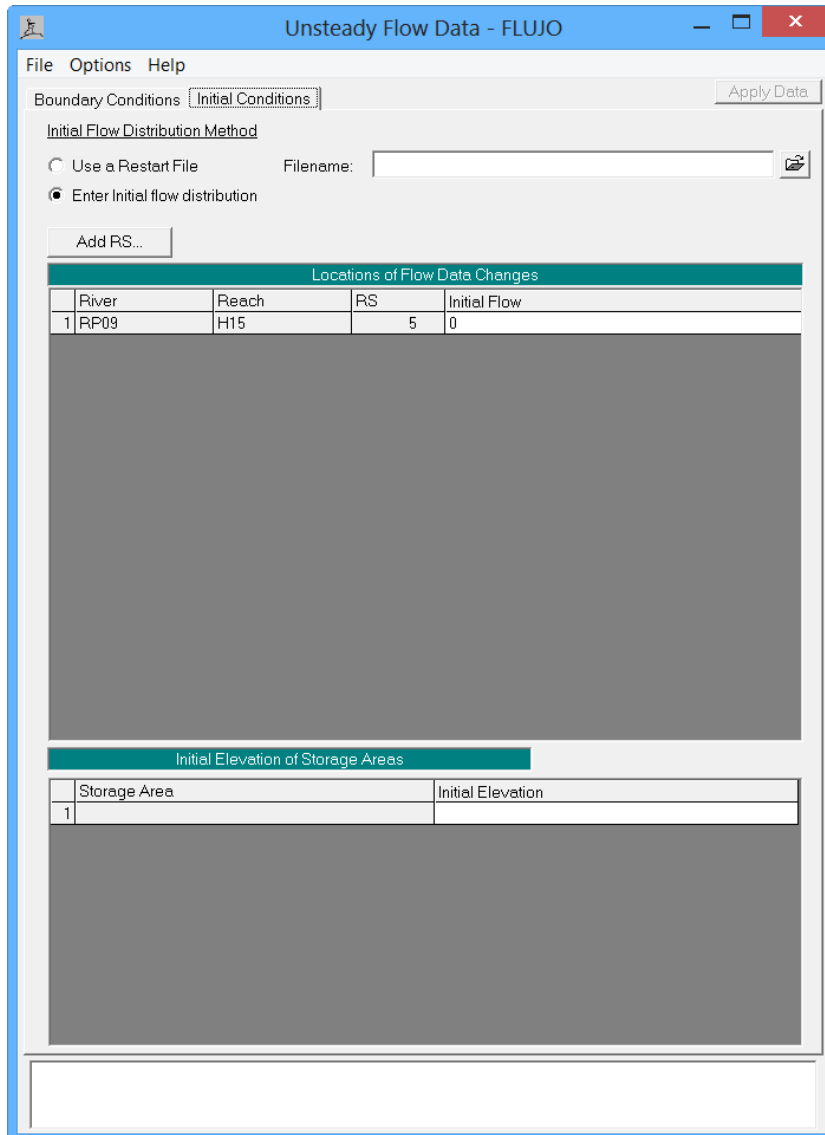 Unsteady Flow Data - FLUJO
File Options Help
Boundary Conditions Initial Conditions Apply Data
Initial Flow Distribution Method
Use a Restart File Filename:
Enter Initial flow distribution
Add RS...
Locations of Flow Data Changes
River Reach RS Initial Flow
1 RP09 H15 5 0
Initial Elevation of Storage Areas
Storage Area Initial Elevation
1